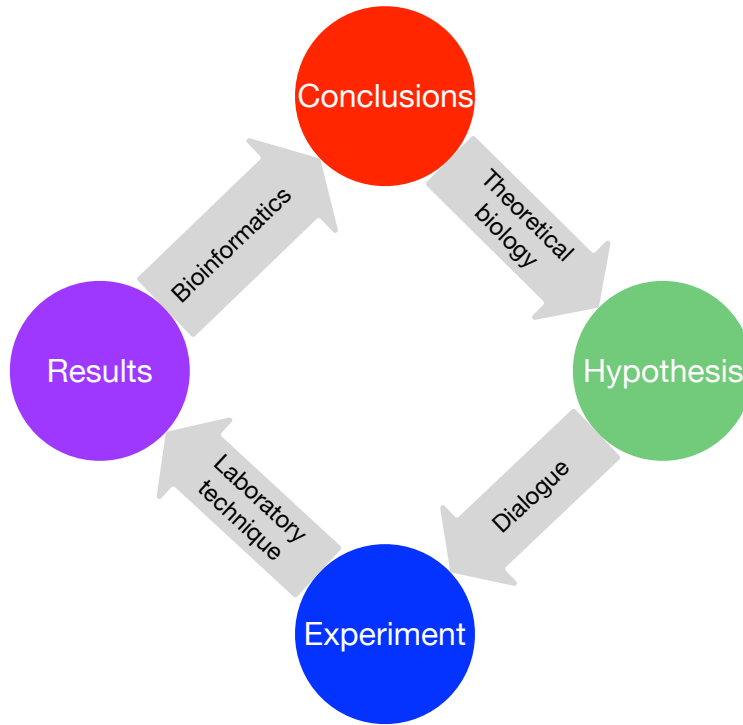 Conclusions
Bioinformatics
Theoretical
biology
Results
Hypothesis
Laboratory
technique
Dialogue
Experiment